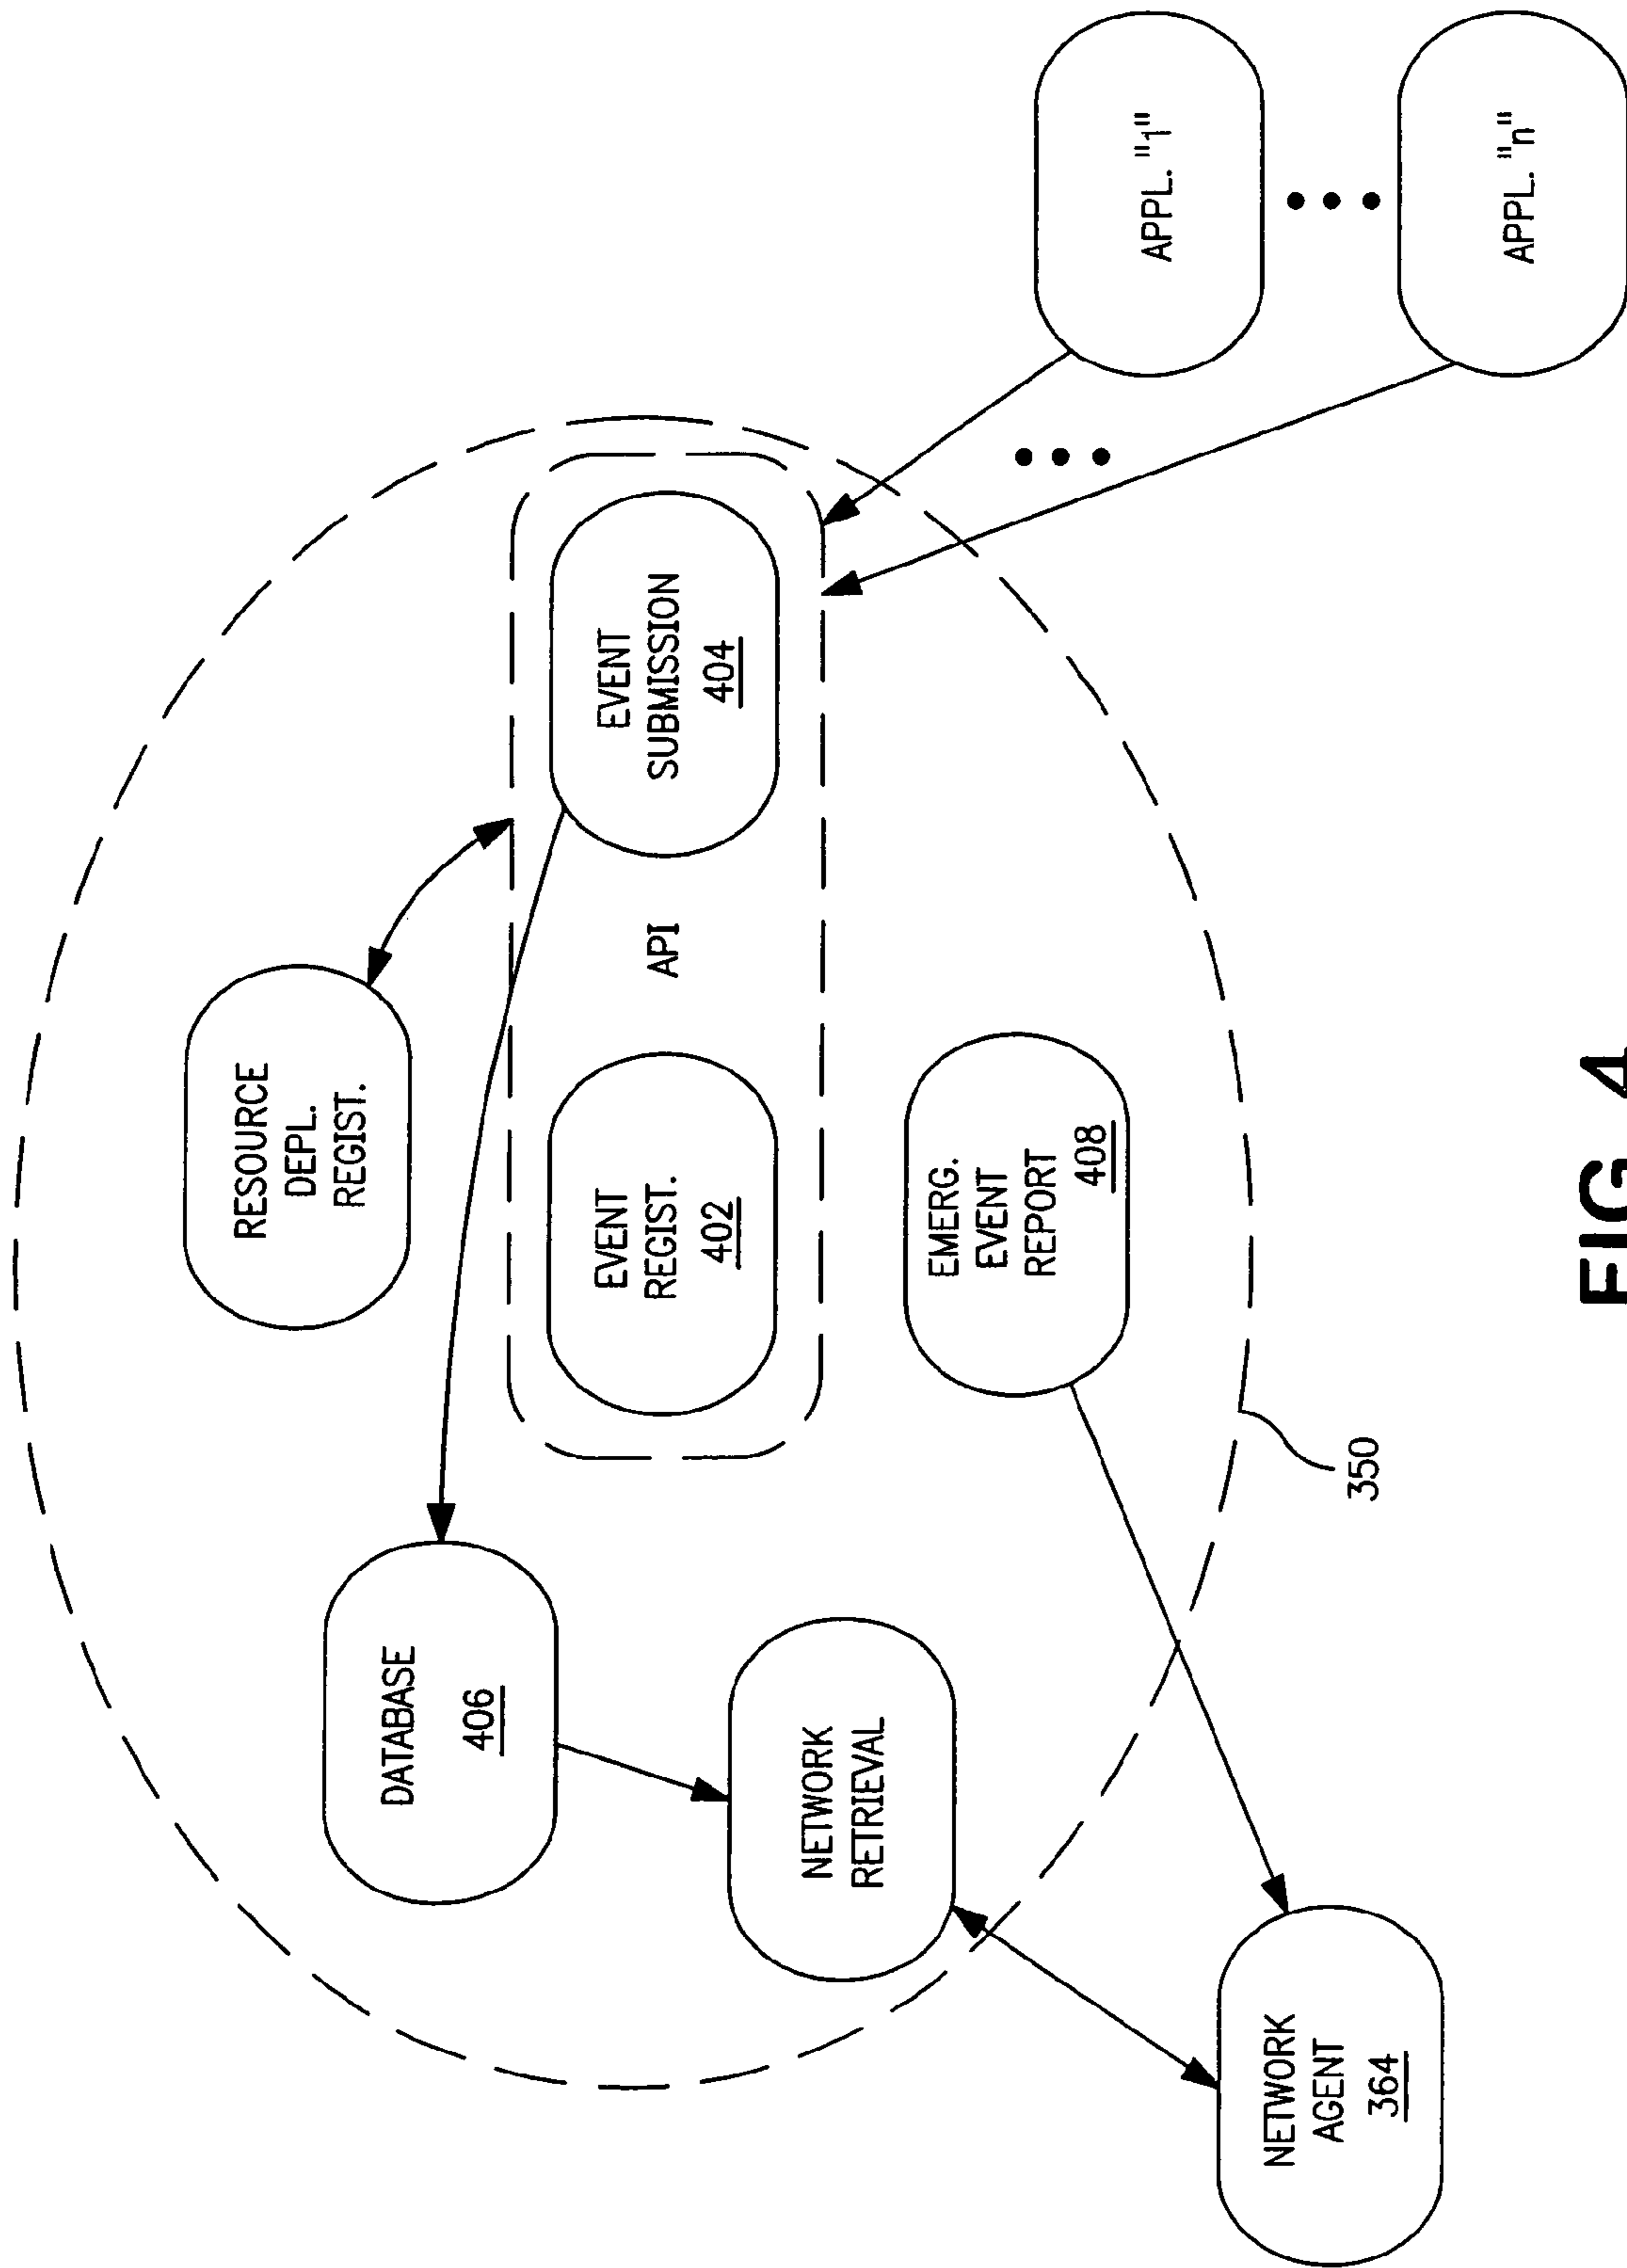 RESOURCE
DEPL.
REGIST.
DATABASE
406
EVENT
REGIST.
402
API
EVENT
SUBMISSION
404
NETWORK
RETRIEVAL
EMERG.
EVENT
REPORT
408
APPL. "1"
NETWORK
AGENT
364
350
APPL. "n"
FIG. 4